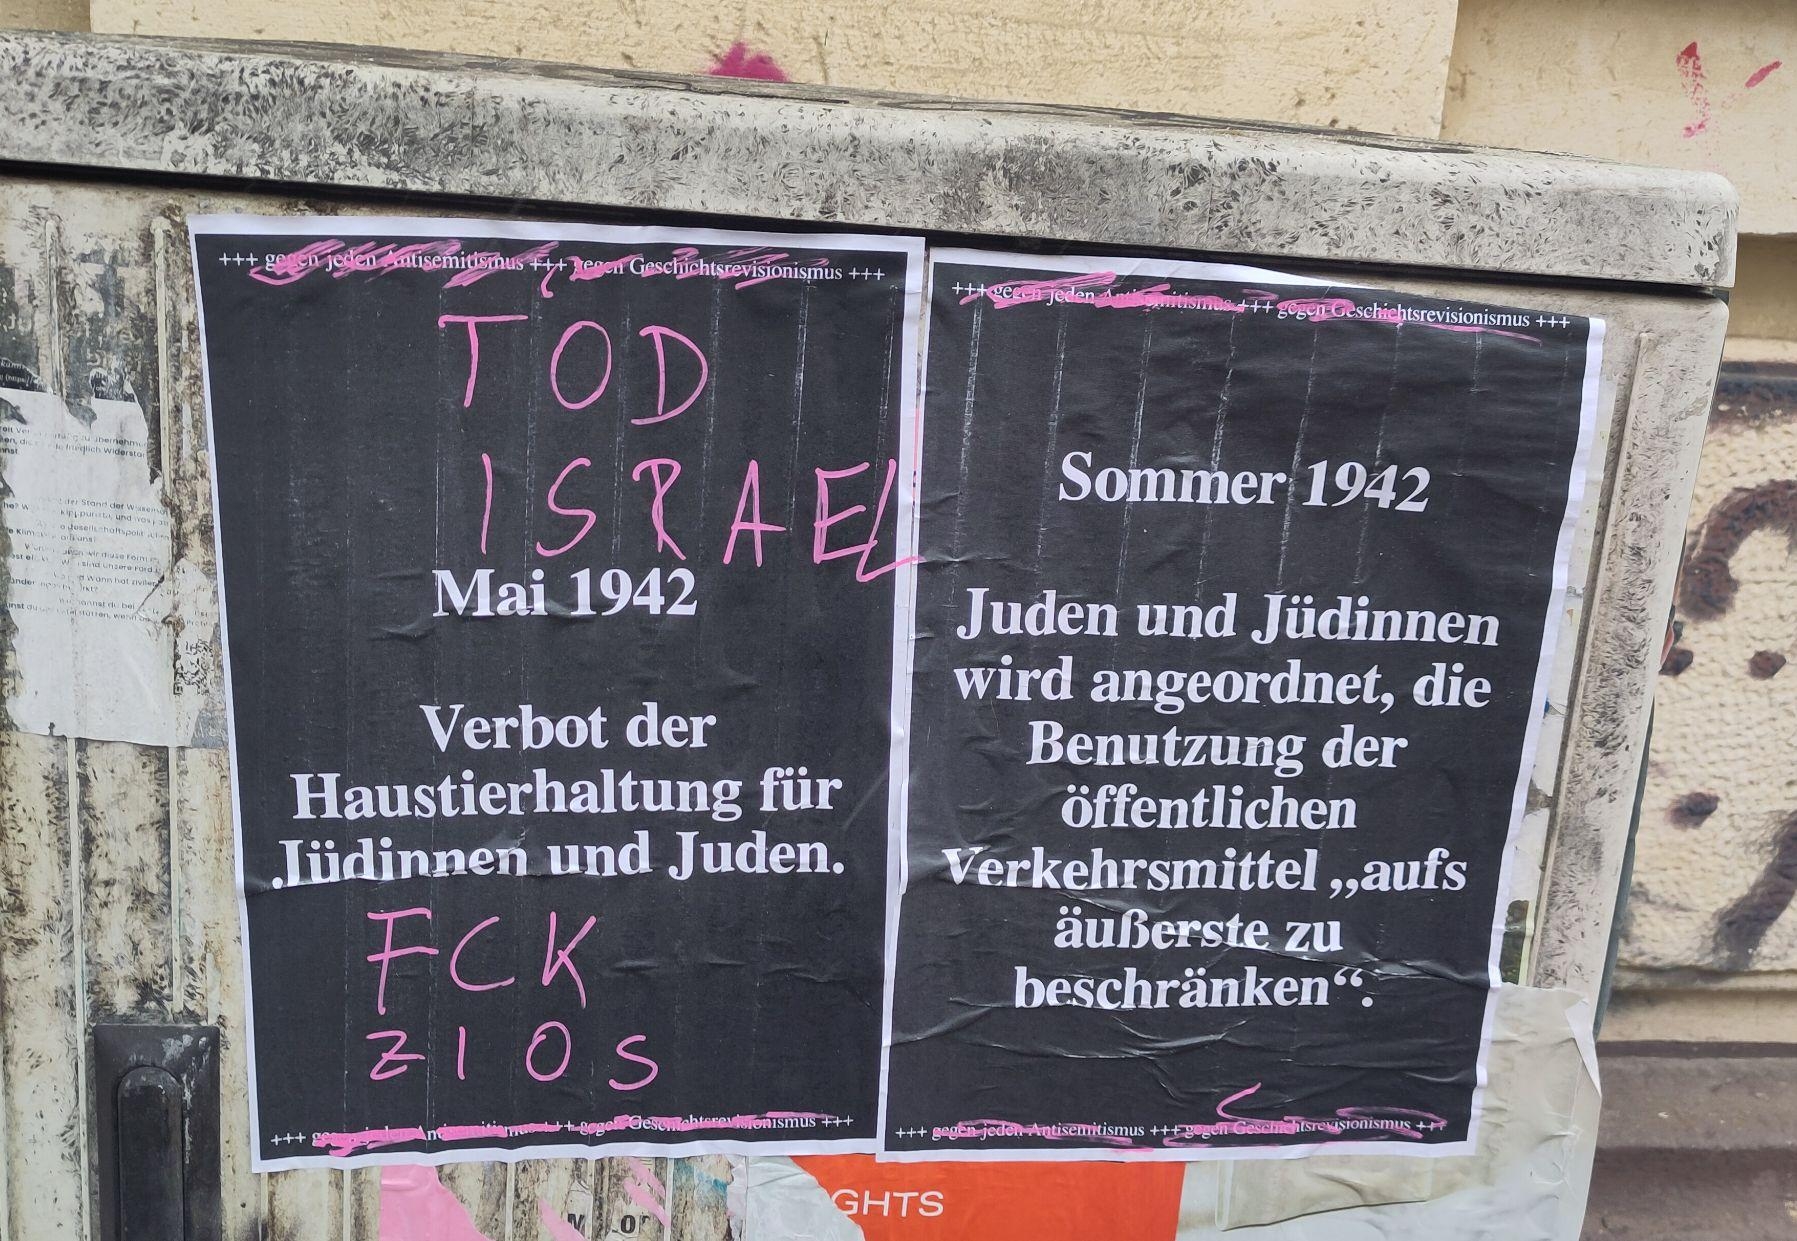 +++ gegen jeden Antisemitismus +++ gegen Geschichtsrevisionismus +++
TOD
ISRAEL
Mai 1942
Verbot der
Haustierhaltung für
Jüdinnen und Juden.
FCK
ZIOS
+++ gegen jeden Antisemitismus +++ gegen Geschichtsrevisionismus +++
+++ gegen jeden Antisemitismus +++ gegen Geschichtsrevisionismus +++
Sommer 1942
Juden und Jüdinnen
wird angeordnet, die
Benutzung der
öffentlichen
Verkehrsmittel „aufs
äußerste zu
beschränken“.
+++ gegen jeden Antisemitismus +++ gegen Geschichtsrevisionismus +++
GHTS